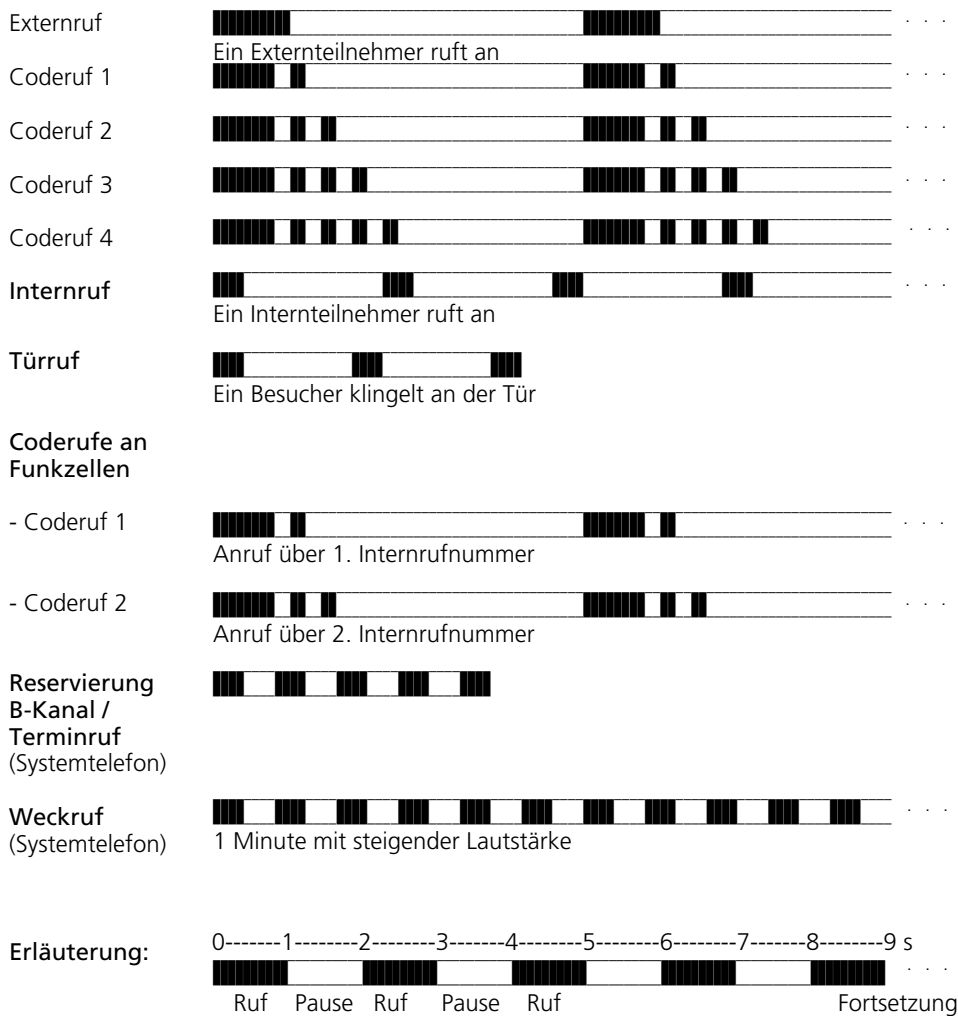 Externruf . . .
Ein Externteilnehmer ruft an
Coderuf 1 . . .
Coderuf 2 . . .
Coderuf 3 . . .
Coderuf 4 . . .
Internruf . . .
Ein Internteilnehmer ruft an
Türruf
Ein Besucher klingelt an der Tür
Coderufe an
Funkzellen
- Coderuf 1 . . .
Anruf über 1. Internrufnummer
- Coderuf 2 . . .
Anruf über 2. Internrufnummer
Reservierung
B-Kanal /
Terminruf
(Systemtelefon)
Weckruf . . .
(Systemtelefon)
1 Minute mit steigender Lautstärke
Erläuterung:
0-------1--------2-------3-------4-------5-------6-------7-------8--------9 s
. . .
Ruf Pause Ruf Pause Ruf Fortsetzung